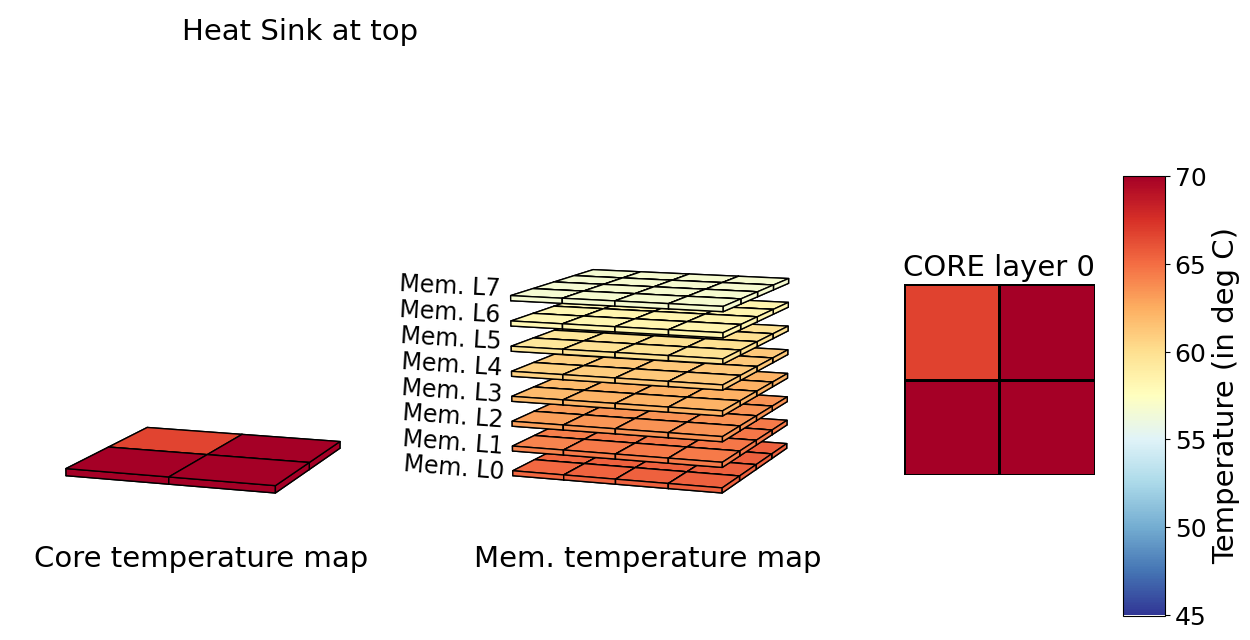 Heat Sink at top
Mem. L7
Mem. L6
Mem. L5
Mem. L4
Mem. L3
Mem. L2
Mem. L1
Mem. L0
Core temperature map
Mem. temperature map
CORE layer 0
70
65
60
55
50
45
Temperature (in deg C)